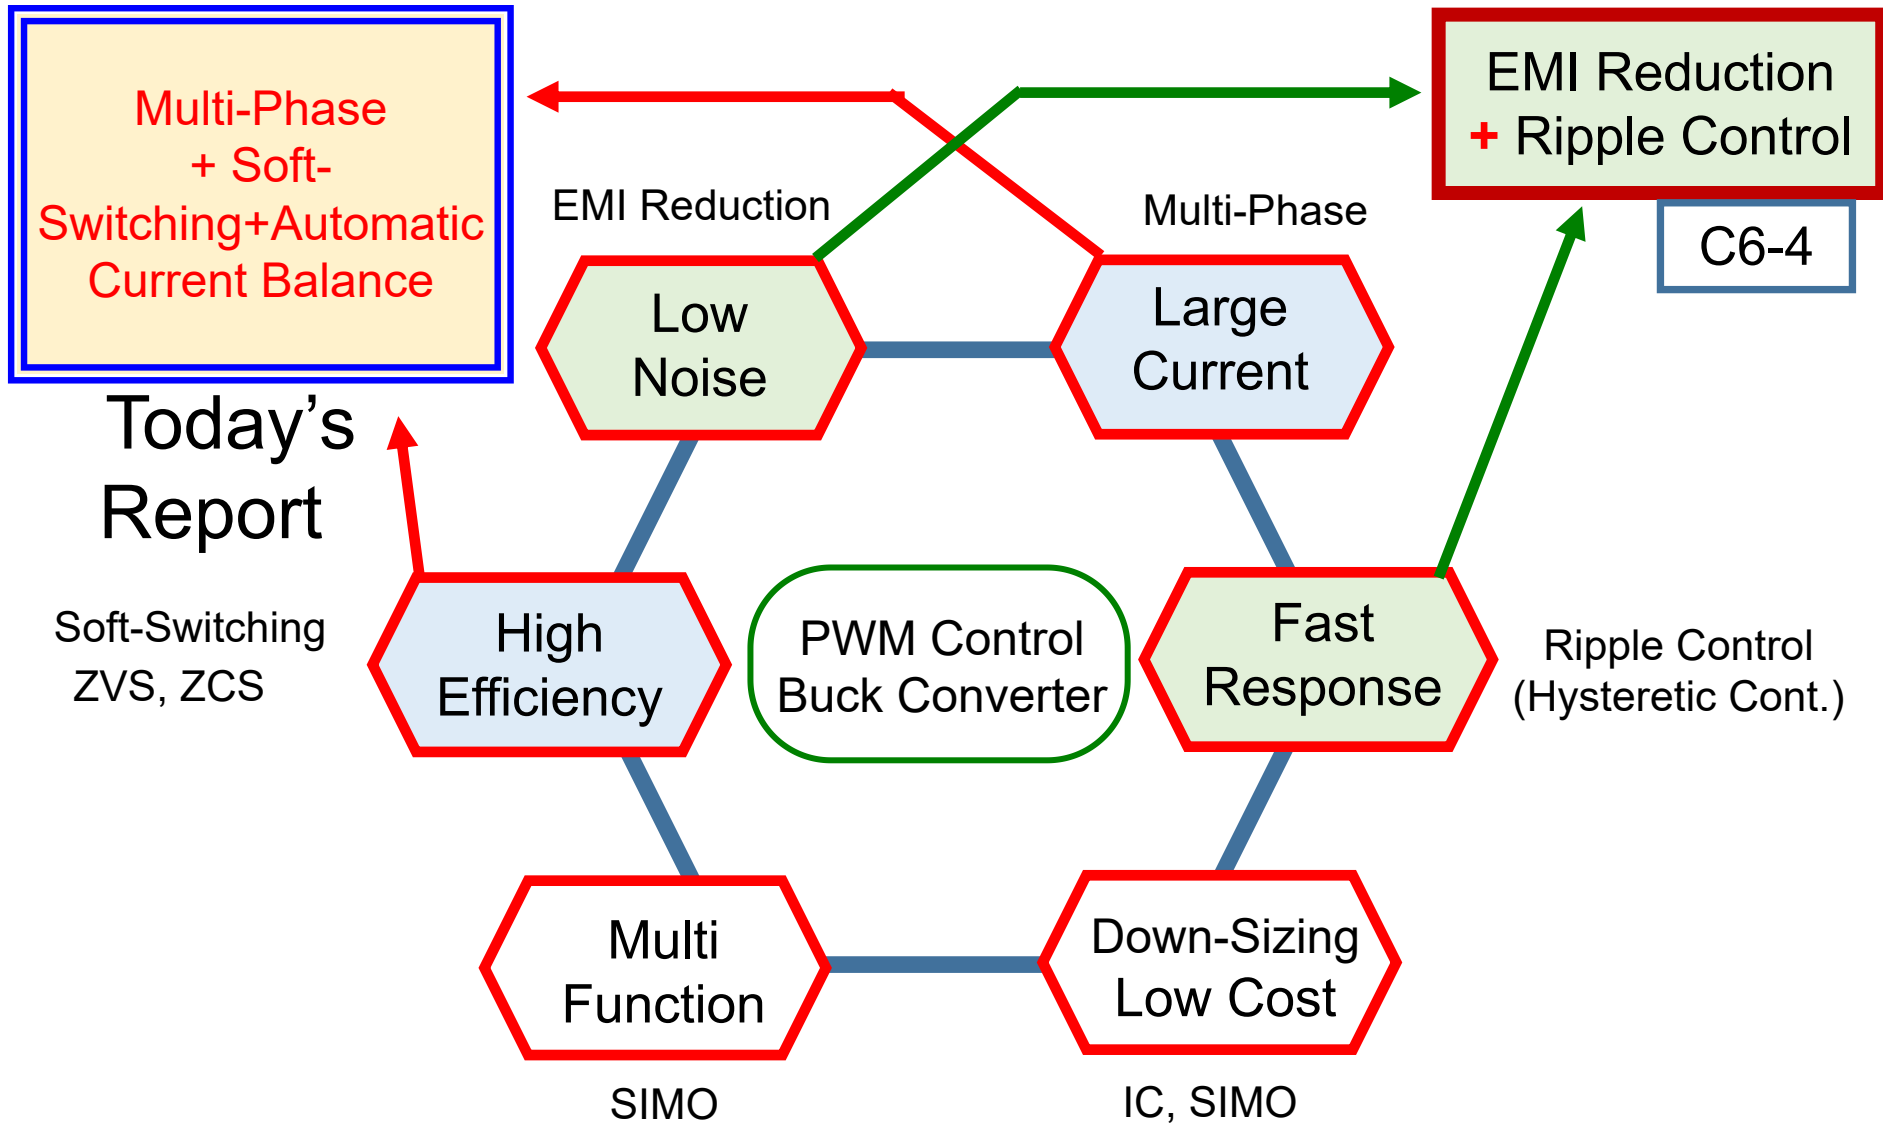 Multi-Phase
+ Soft-
Switching+Automatic
Current Balance
Today’s
Report
EMI Reduction
+ Ripple Control
C6-4
EMI Reduction
Multi-Phase
Low
Noise
Large
Current
Soft-Switching
ZVS, ZCS
High
Efficiency
PWM Control
Buck Converter
Fast
Response
Ripple Control
(Hysteretic Cont.)
Multi
Function
Down-Sizing
Low Cost
SIMO
IC, SIMO